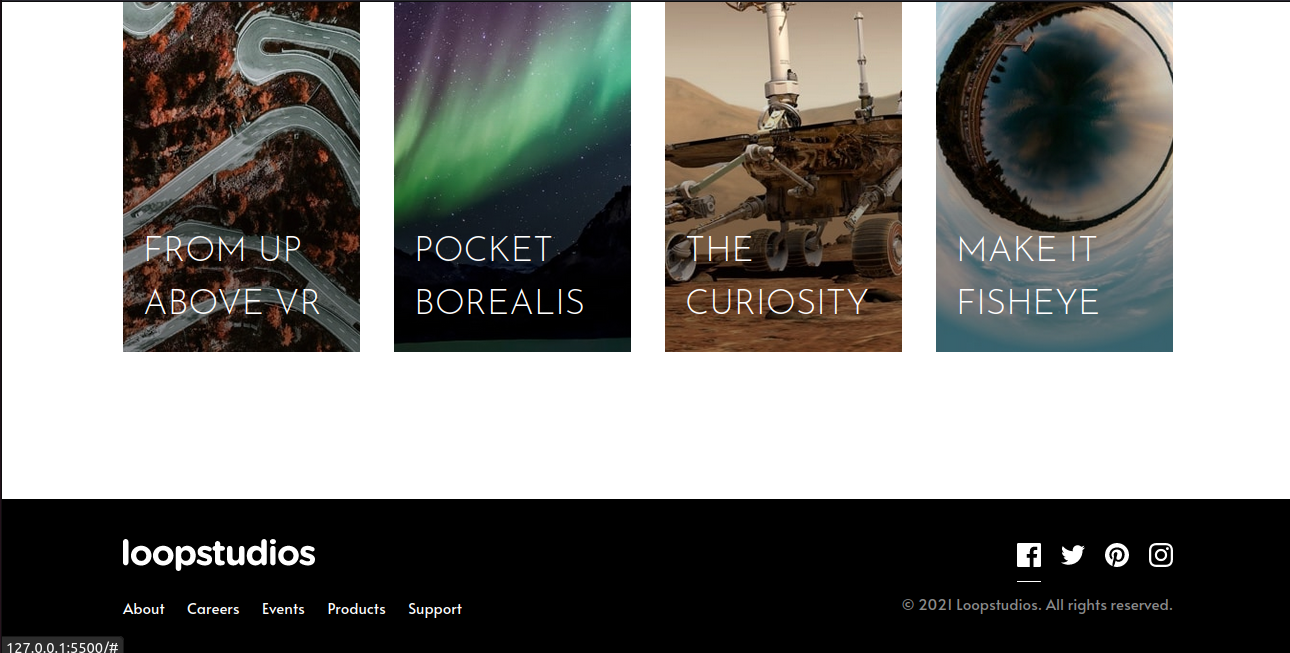 FROM UP
ABOVE VR
POCKET
BOREALIS
THE
CURIOSITY
MAKE IT
FISHEYE
loopstudios
About Careers Events Products Support
© 2021 Loopstudios. All rights reserved.
127.0.0.1:5500/#